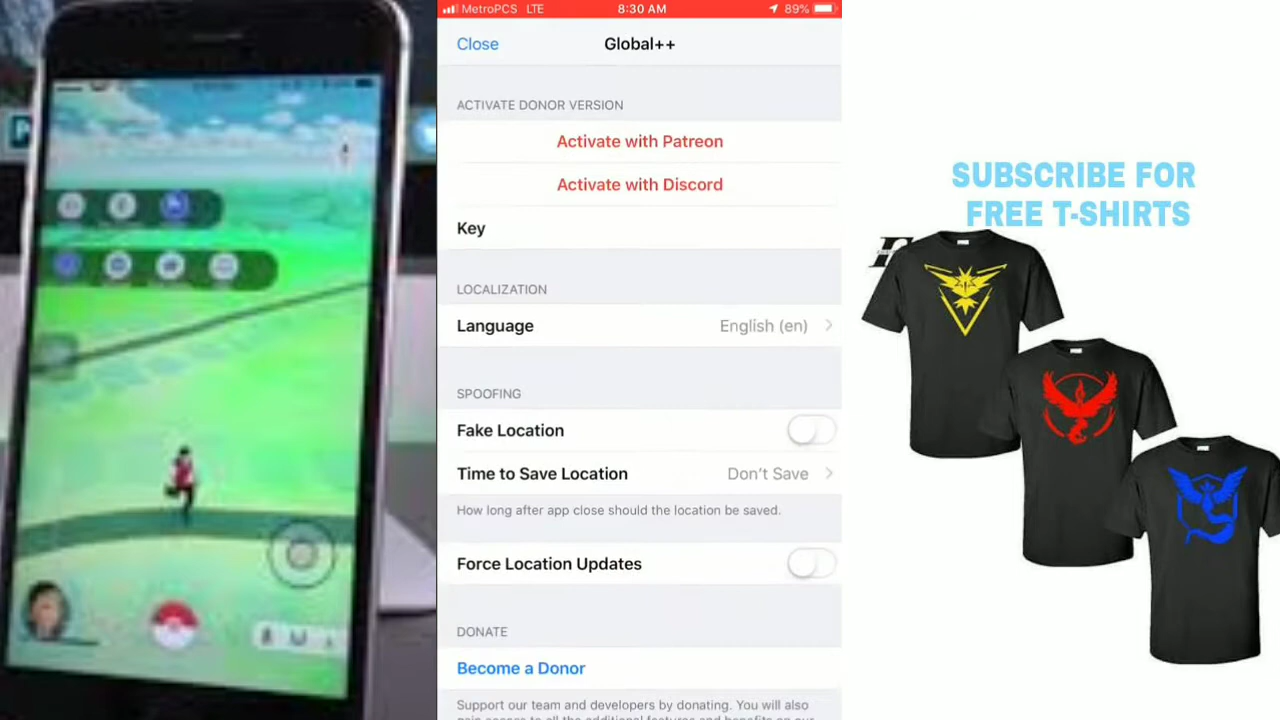 MetroPCS LTE 8:30 AM 89%
Close Global++
ACTIVATE DONOR VERSION
Activate with Patreon
Activate with Discord
Key
LOCALIZATION
Language English (en)
SPOOFING
Fake Location
Time to Save Location Don't Save
How long after app close should the location be saved.
Force Location Updates
DONATE
Become a Donor
Support our team and developers by donating. You will also
SUBSCRIBE FOR
FREE T-SHIRTS